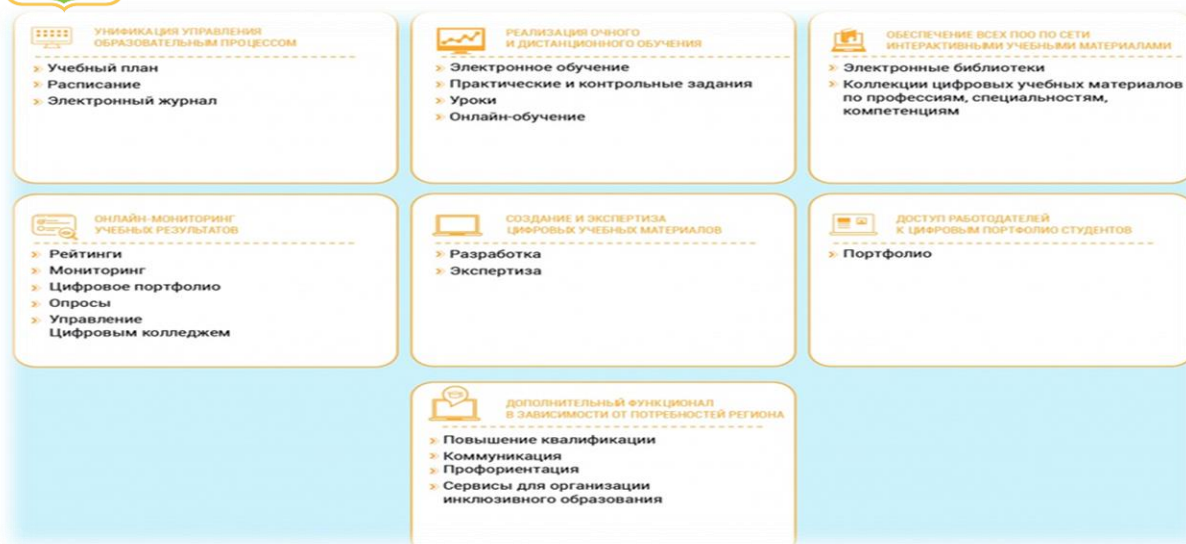 УНИФИКАЦИЯ УПРАВЛЕНИЯ
ОБРАЗОВАТЕЛЬНЫМ ПРОЦЕССОМ
Учебный план
Расписание
Электронный журнал
РЕАЛИЗАЦИЯ ОЧНОГО
И ДИСТАНЦИОННОГО ОБУЧЕНИЯ
Электронное обучение
Практические и контрольные задания
Уроки
Онлайн-обучение
ОБЕСПЕЧЕНИЕ ВСЕХ ПОО ПО СЕТИ
ИНТЕРАКТИВНЫМИ УЧЕБНЫМИ МАТЕРИАЛАМИ
Электронные библиотеки
Коллекции цифровых учебных материалов
по профессиям, специальностям,
компетенциям
ОНЛАЙН-МОНИТОРИНГ
УЧЕБНЫХ РЕЗУЛЬТАТОВ
Рейтинги
Мониторинг
Цифровое портфолио
Опросы
Управление
Цифровым колледжем
СОЗДАНИЕ И ЭКСПЕРТИЗА
ЦИФРОВЫХ УЧЕБНЫХ МАТЕРИАЛОВ
Разработка
Экспертиза
ДОСТУП РАБОТОДАТЕЛЕЙ
К ЦИФРОВЫМ ПОРТФОЛИО СТУДЕНТОВ
Портфолио
ДОПОЛНИТЕЛЬНЫЙ ФУНКЦИОНАЛ
В ЗАВИСИМОСТИ ОТ ПОТРЕБНОСТЕЙ РЕГИОНА
Повышение квалификации
Коммуникация
Профориентация
Сервисы для организации
инклюзивного образования